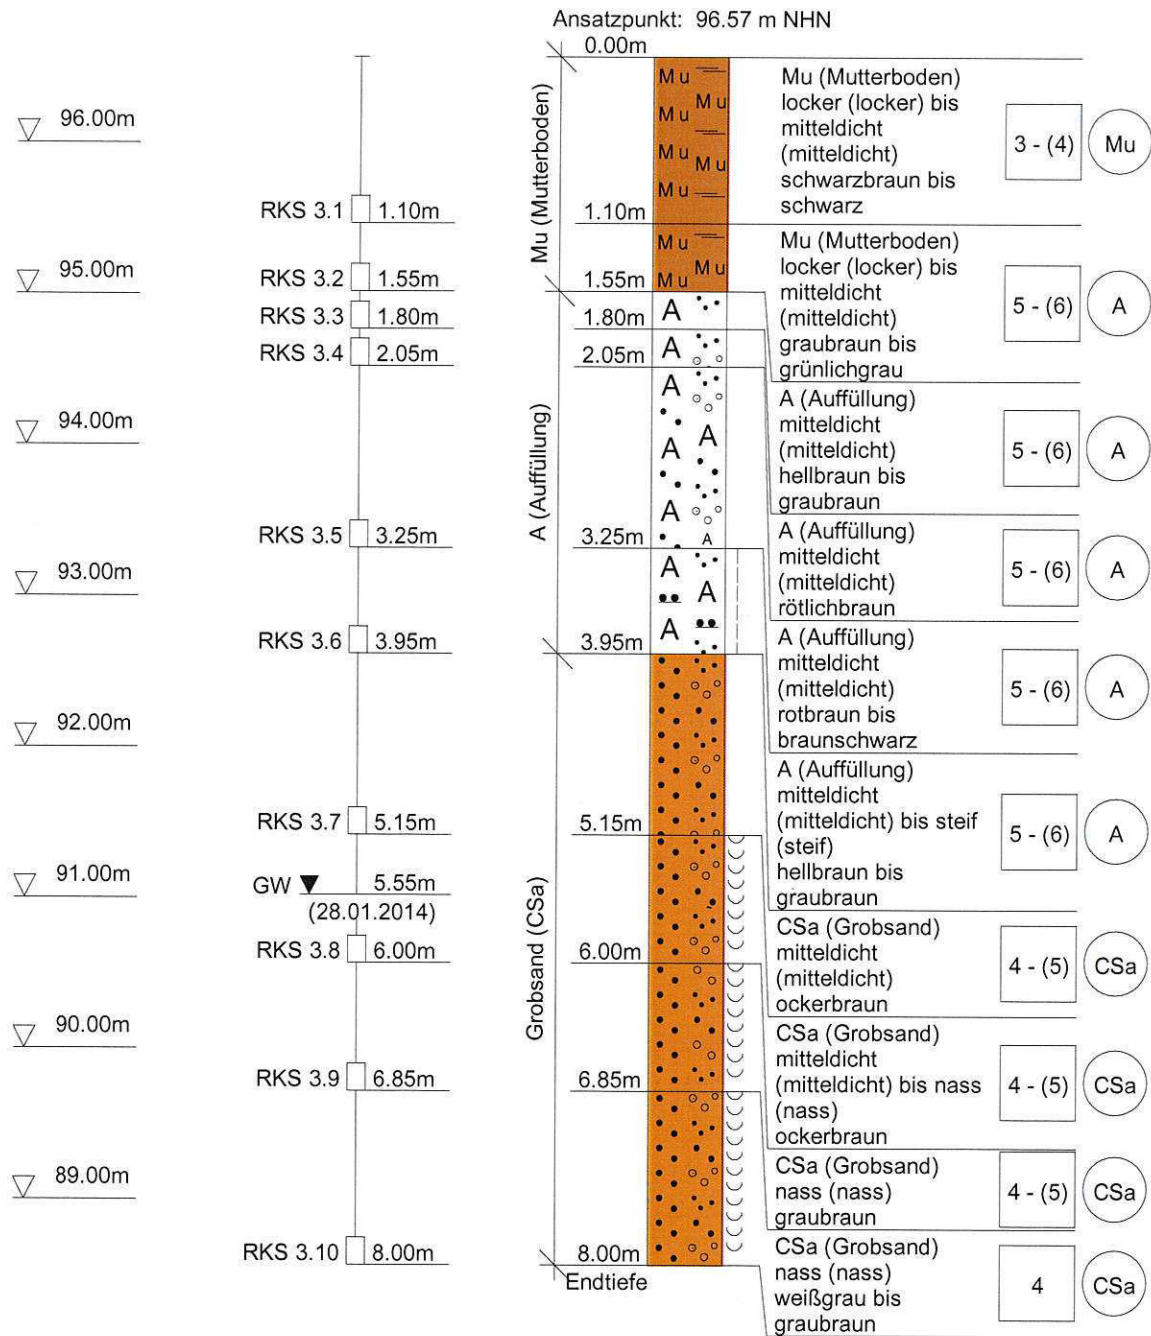 Ansatzpunkt: 96.57 m NHN
0.00m
96.00m
95.00m
94.00m
93.00m
92.00m
91.00m
90.00m
89.00m
RKS 3.1 1.10m
RKS 3.2 1.55m
RKS 3.3 1.80m
RKS 3.4 2.05m
RKS 3.5 3.25m
RKS 3.6 3.95m
RKS 3.7 5.15m
GW 5.55m
(28.01.2014)
RKS 3.8 6.00m
RKS 3.9 6.85m
RKS 3.10 8.00m
Mu (Mutterboden)
A (Auffüllung)
Grobsand (CSa)
1.10m
1.55m
1.80m
2.05m
3.25m
3.95m
5.15m
6.00m
6.85m
8.00m
Endtiefe
Mu
Mu
Mu
Mu
Mu
Mu
Mu
Mu
Mu
A
A
A
A
A
A
A
A
A
A
Mu (Mutterboden)
locker (locker) bis
mitteldicht
(mitteldicht)
schwarzbraun bis
schwarz
3 - (4) Mu
Mu (Mutterboden)
locker (locker) bis
mitteldicht
(mitteldicht)
graubraun bis
grünlichgrau
5 - (6) A
A (Auffüllung)
mitteldicht
(mitteldicht)
hellbraun bis
graubraun
5 - (6) A
A (Auffüllung)
mitteldicht
(mitteldicht)
rötlichbraun
5 - (6) A
A (Auffüllung)
mitteldicht
(mitteldicht)
rotbraun bis
braunschwarz
5 - (6) A
A (Auffüllung)
mitteldicht
(mitteldicht) bis steif
(steif)
hellbraun bis
graubraun
5 - (6) A
CSa (Grobsand)
mitteldicht
(mitteldicht)
ockerbraun
4 - (5) CSa
CSa (Grobsand)
mitteldicht
(mitteldicht) bis nass
(nass)
ockerbraun
4 - (5) CSa
CSa (Grobsand)
nass (nass)
graubraun
4 - (5) CSa
CSa (Grobsand)
nass (nass)
weißgrau bis
graubraun
4 CSa